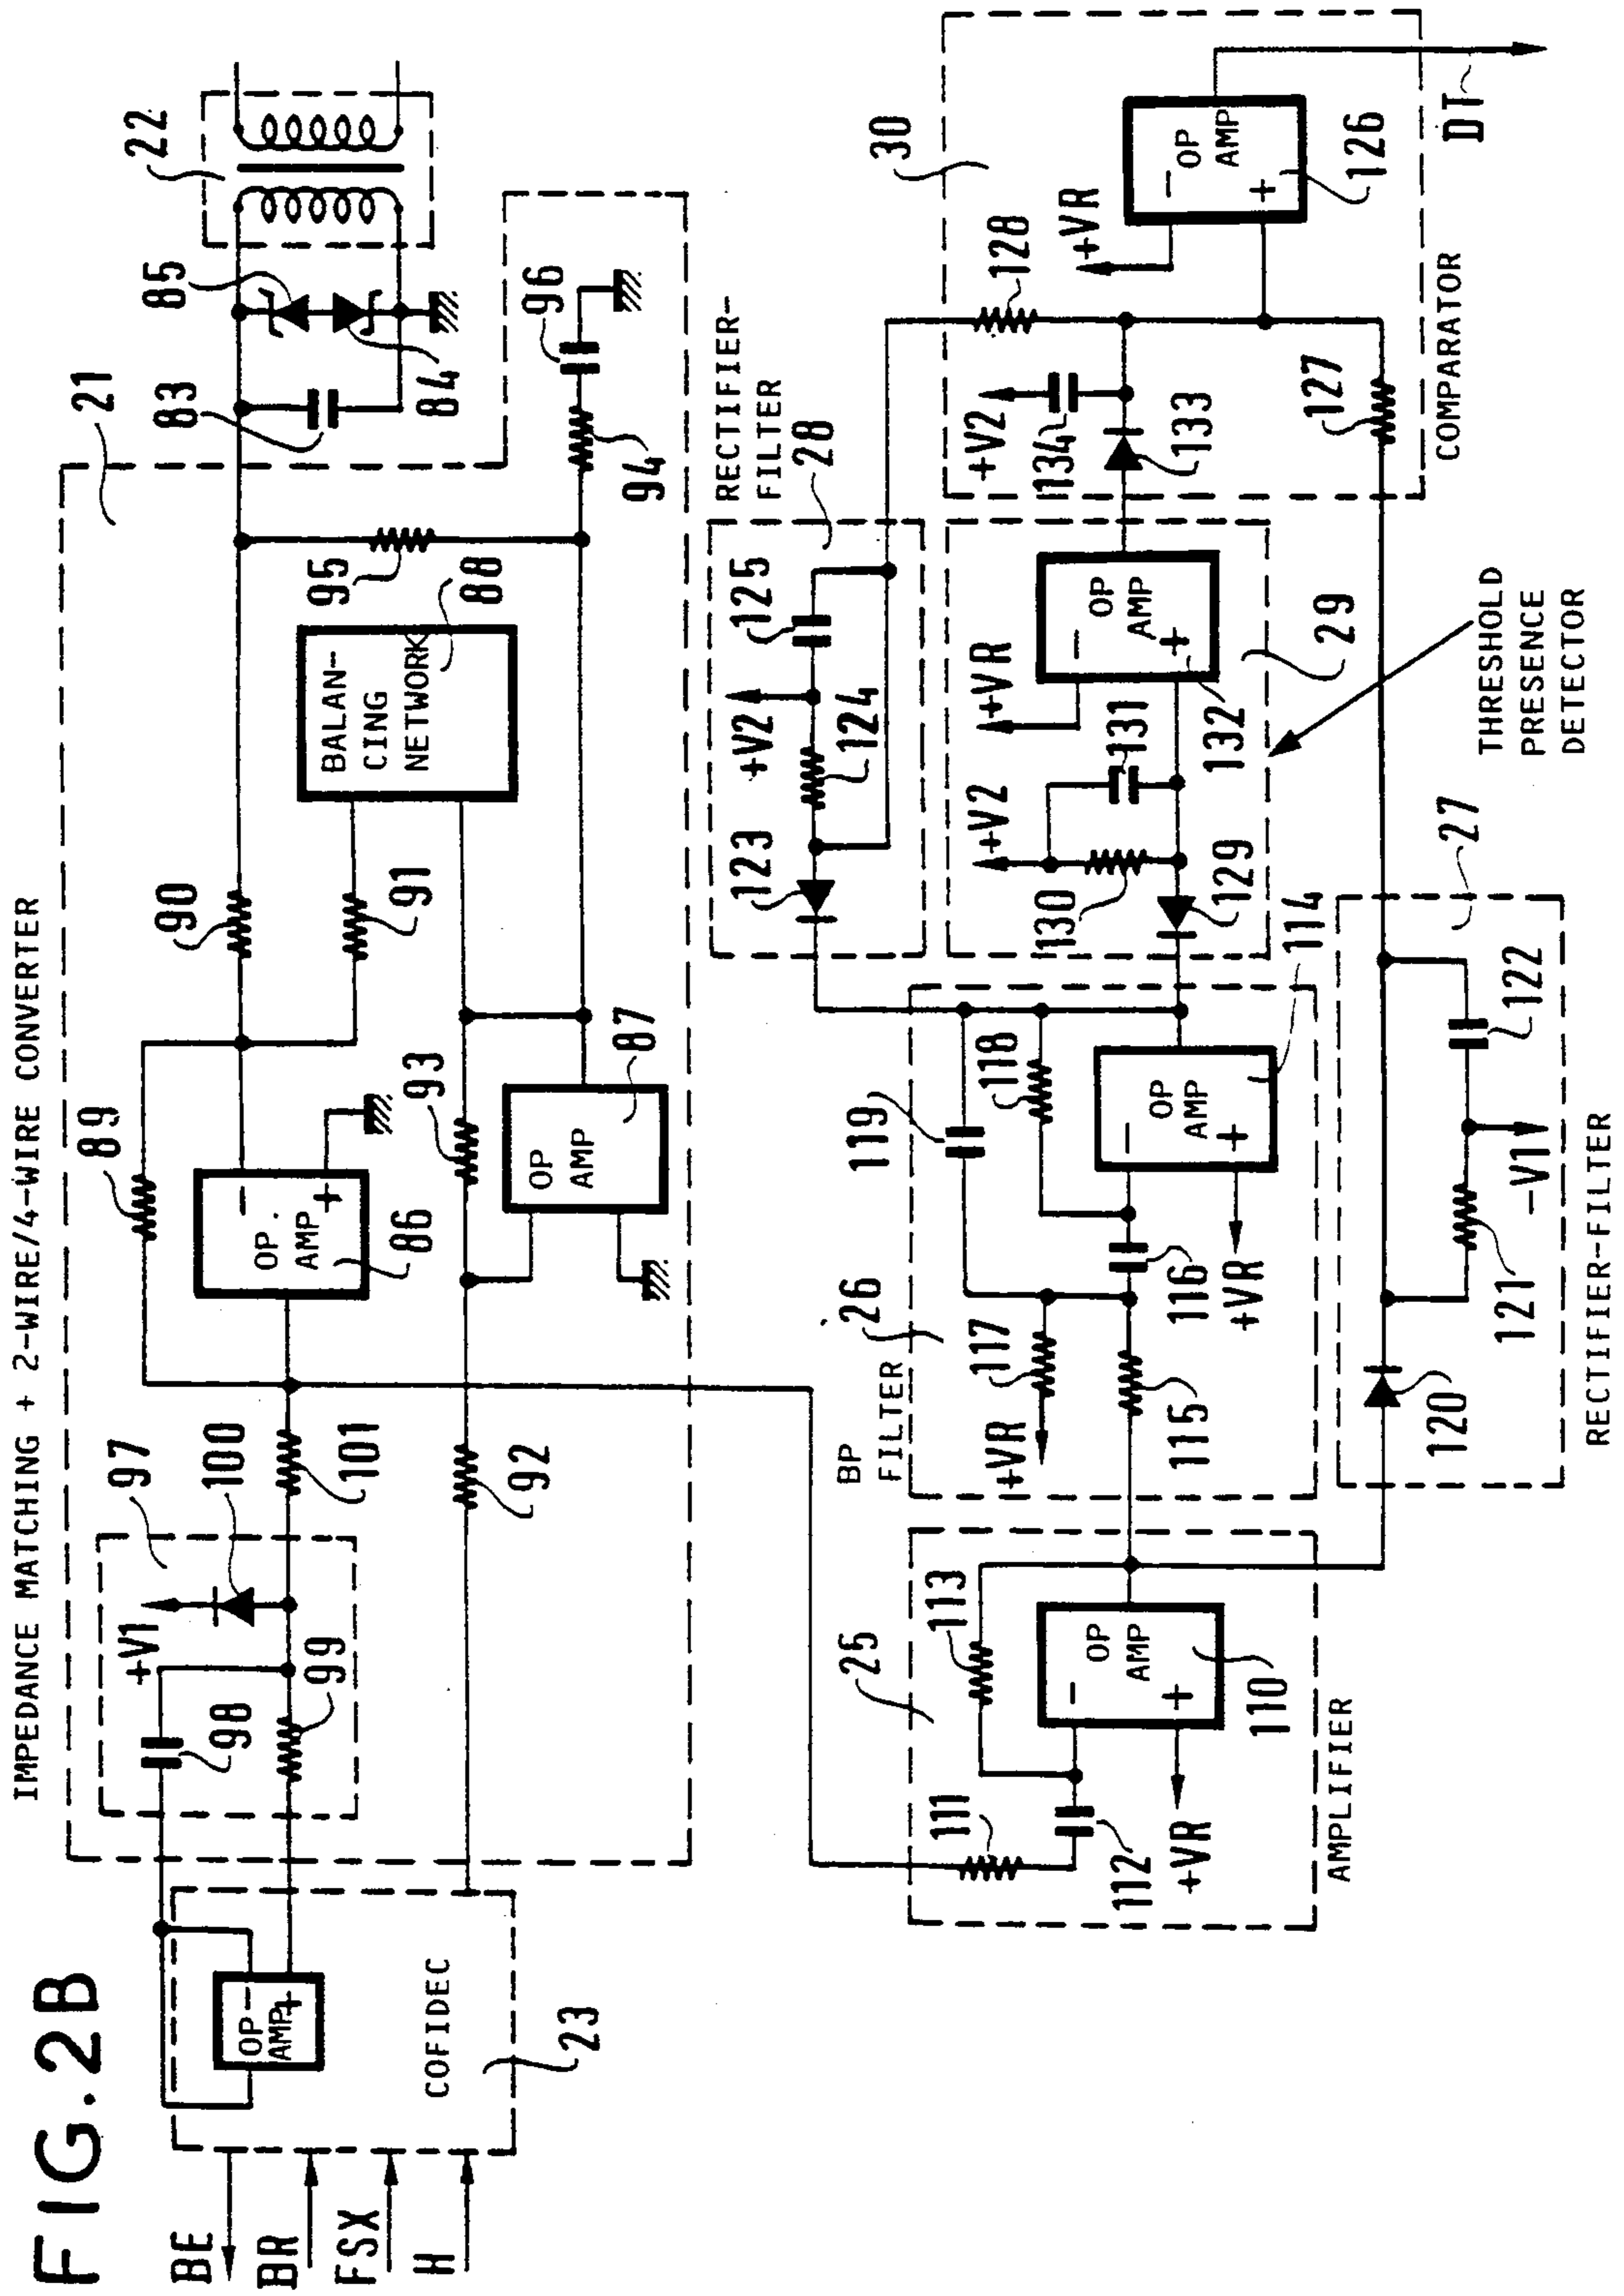 FIG.2B
IMPEDANCE MATCHING + 2-WIRE/4-WIRE CONVERTER
21
22
85
83
84
90
89
91
95
88
BALAN-
CING
NETWORK
96
94
OP.
AMP
−
+
86
93
OP
AMP
87
97
100
101
+V1
98
99
92
OP
AMP
−
+
COFIDEC
23
BE
BR
FSX
H
RECTIFIER-
FILTER
28
125
+V2
124
123
30
+VR
128
OP
AMP
−
+
126
DT
+V2
134
133
127
COMPARATOR
+VR
OP
AMP
−
+
29
132
131
+V2
130
129
THRESHOLD
PRESENCE
DETECTOR
BP
FILTER
26
119
118
114
OP
AMP
−
+
117
+VR
116
+VR
115
27
122
-V1
121
120
RECTIFIER-FILTER
25
113
OP
AMP
−
+
110
111
112
+VR
AMPLIFIER